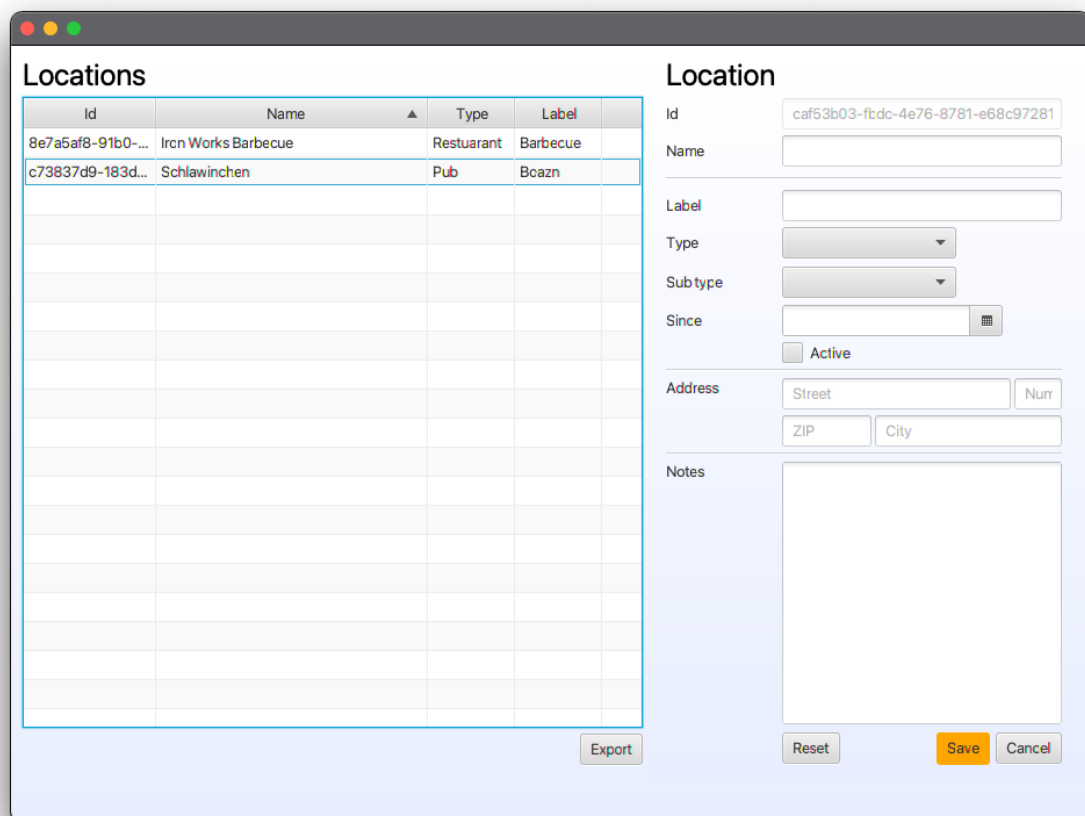 Locations
Id Name Type Label
8e7a5af8-91b0-... Iron Works Barbecue Restuarant Barbecue
c73837d9-183d... Schlawinchen Pub Boazn
Export
Location
Id caf53b03-fbdc-4e76-8781-e68c97281
Name
Label
Type
Subtype
Since
Active
Address Street Num
ZIP City
Notes
Reset Save Cancel